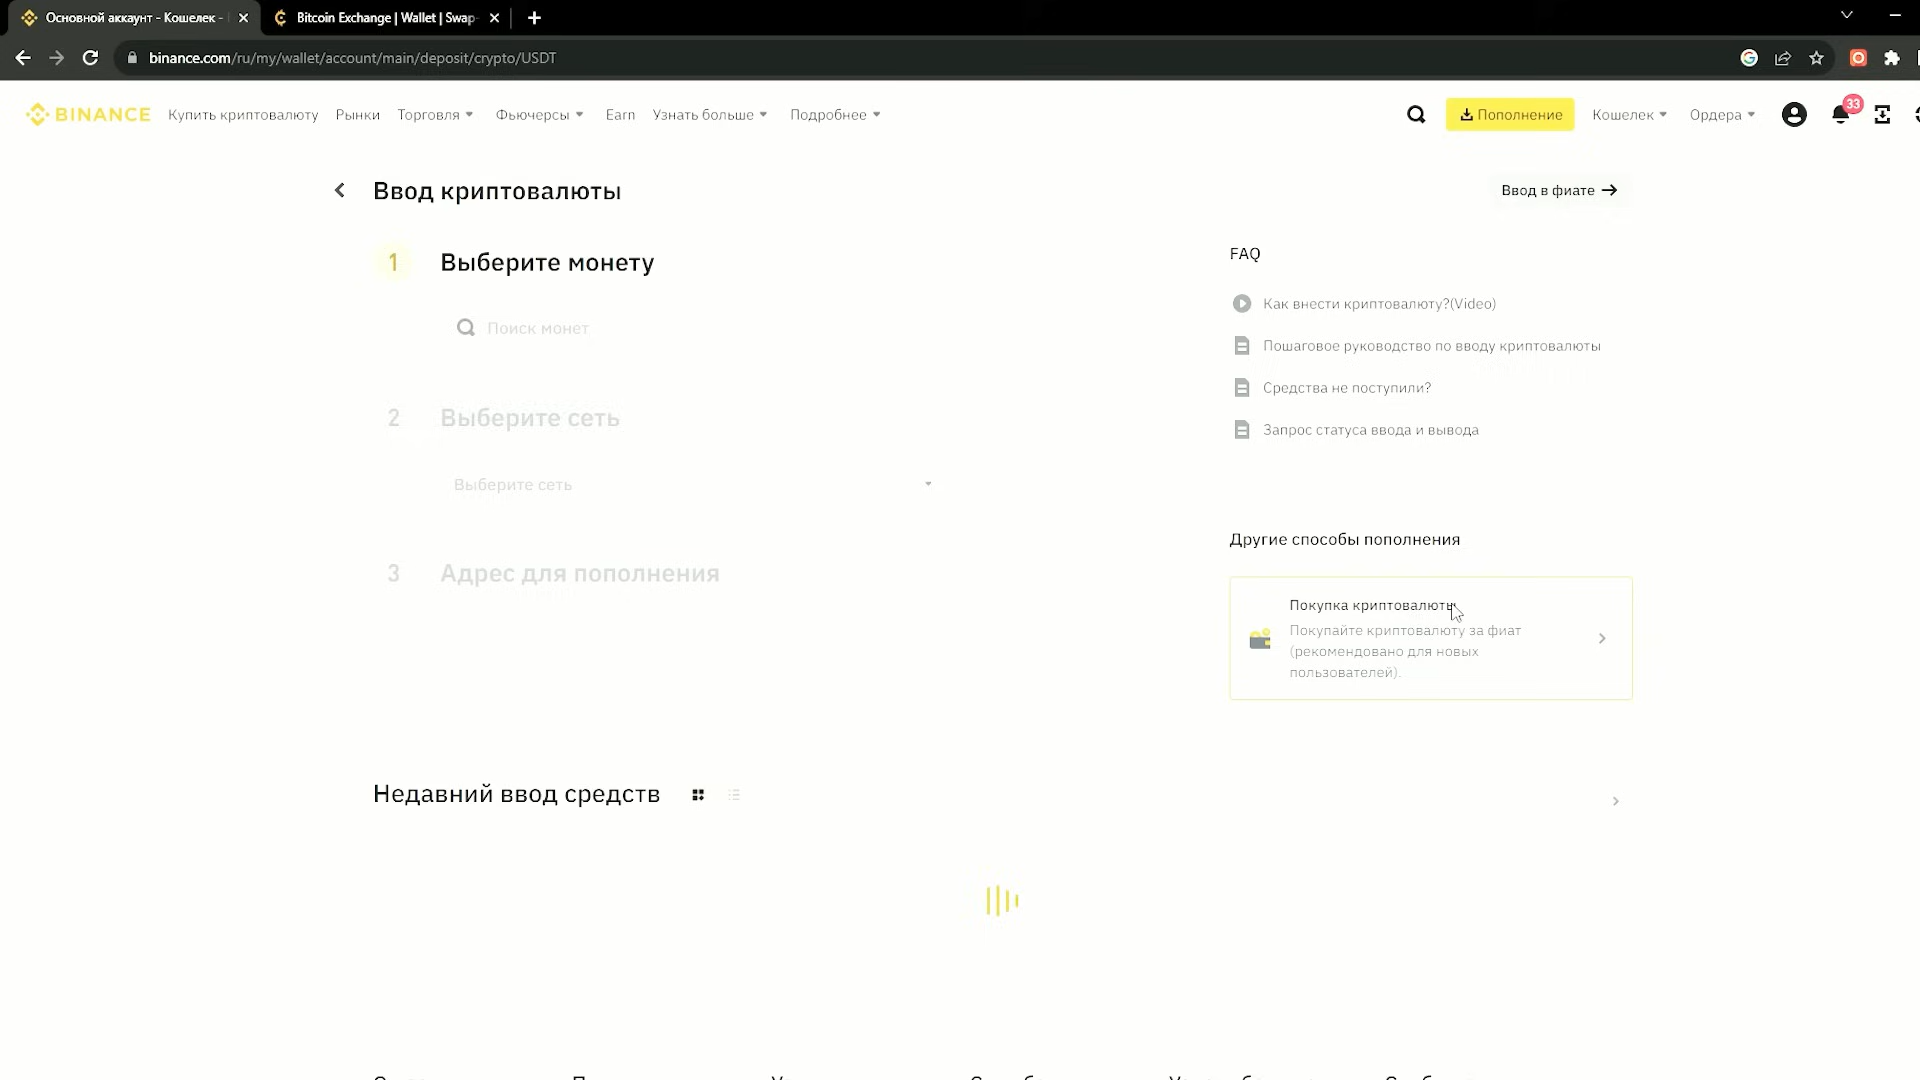 Основной аккаунт - Кошелек -
Bitcoin Exchange | Wallet | Swap
binance.com/ru/my/wallet/account/main/deposit/crypto/USDT
BINANCE
Купить криптовалюту
Рынки
Торговля
Фьючерсы
Earn
Узнать больше
Подробнее
Пополнение
Кошелек
Ордера
33
Ввод криптовалюты
Ввод в фиате
1 Выберите монету
Поиск монет
2 Выберите сеть
Выберите сеть
3 Адрес для пополнения
FAQ
Как внести криптовалюту?(Video)
Пошаговое руководство по вводу криптовалюты
Средства не поступили?
Запрос статуса ввода и вывода
Другие способы пополнения
Покупка криптовалюты
Покупайте криптовалюту за фиат
(рекомендовано для новых
пользователей).
Недавний ввод средств